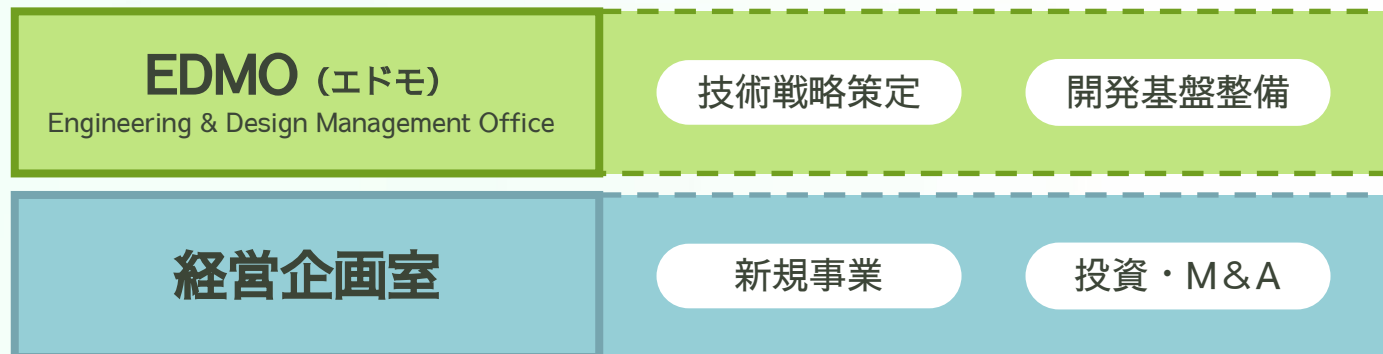 EDMO（エドモ）
Engineering & Design Management Office
技術戦略策定
開発基盤整備
経営企画室
新規事業
投資・M＆A